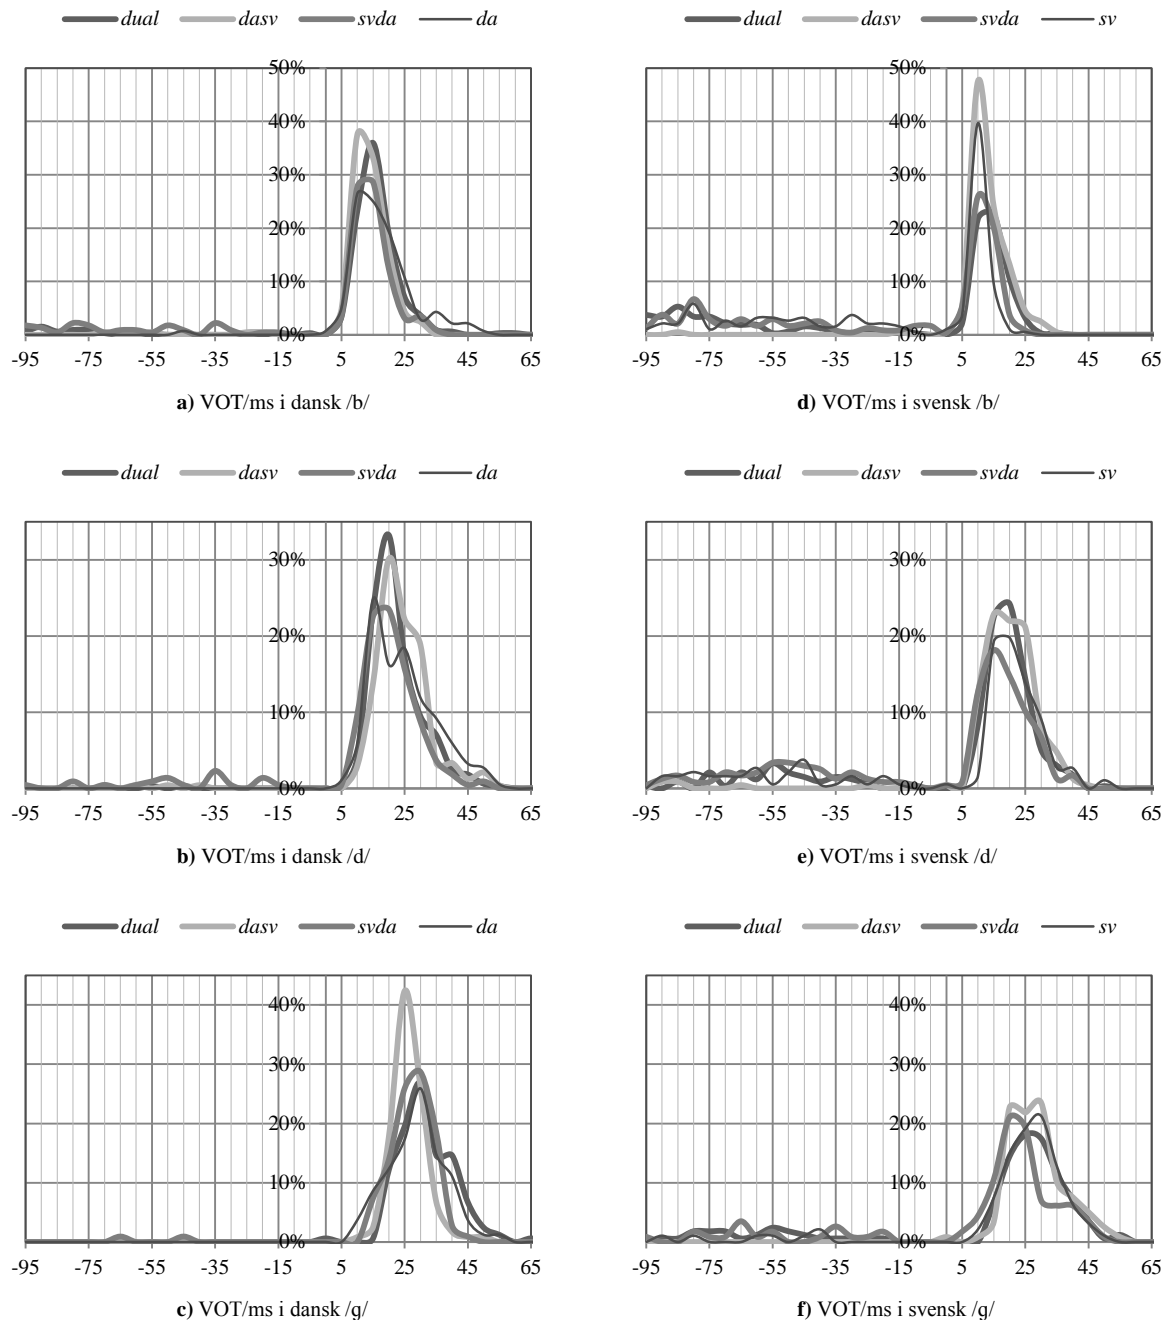 dual dasv svda da
50%
40%
30%
20%
10%
0%
-95 -75 -55 -35 -15 5 25 45 65
a) VOT/ms i dansk /b/
dual dasv svda sv
50%
40%
30%
20%
10%
0%
-95 -75 -55 -35 -15 5 25 45 65
d) VOT/ms i svensk /b/
dual dasv svda da
30%
20%
10%
0%
-95 -75 -55 -35 -15 5 25 45 65
b) VOT/ms i dansk /d/
dual dasv svda sv
30%
20%
10%
0%
-95 -75 -55 -35 -15 5 25 45 65
e) VOT/ms i svensk /d/
dual dasv svda da
40%
30%
20%
10%
0%
-95 -75 -55 -35 -15 5 25 45 65
c) VOT/ms i dansk /ɡ/
dual dasv svda sv
40%
30%
20%
10%
0%
-95 -75 -55 -35 -15 5 25 45 65
f) VOT/ms i svensk /ɡ/